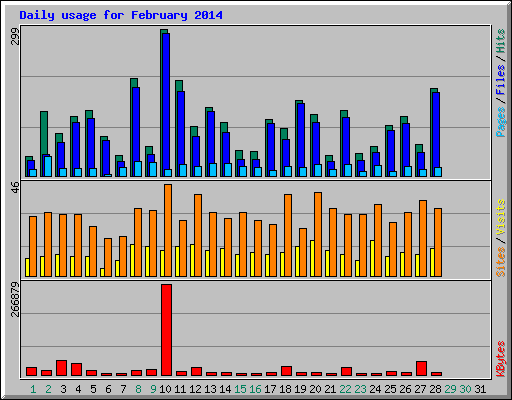 Daily usage for February 2014
299
Pages / Files / Hits
46
Sites / Visits
266879
KBytes
1 2 3 4 5 6 7 8 9 10 11 12 13 14 15 16 17 18 19 20 21 22 23 24 25 26 27 28 29 30 31